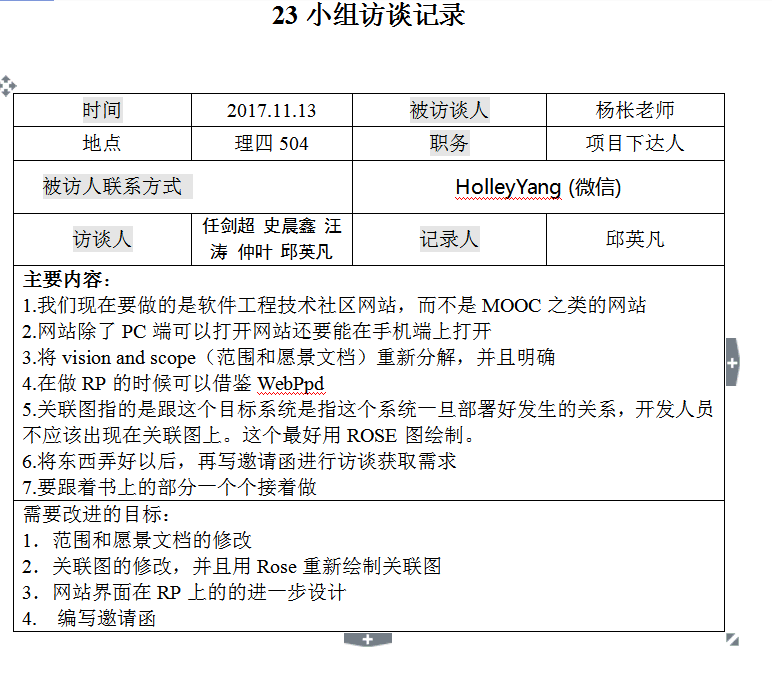 23 小组访谈记录
时间 2017.11.13 被访谈人 杨枨老师
地点 理四 504 职务 项目下达人
被访人联系方式 HolleyYang (微信)
访谈人 任剑超 史晨鑫 汪
涛 仲叶 邱英凡 记录人 邱英凡
主要内容：
1.我们现在要做的是软件工程技术社区网站，而不是 MOOC 之类的网站
2.网站除了 PC 端可以打开网站还要能在手机端上打开
3.将 vision and scope（范围和愿景文档）重新分解，并且明确
4.在做 RP 的时候可以借鉴 WebPpd
5.关联图指的是跟这个目标系统是指这个系统一旦部署好发生的关系，开发人员
不应该出现在关联图上。这个最好用 ROSE 图绘制。
6.将东西弄好以后，再写邀请函进行访谈获取需求
7.要跟着书上的部分一个个接着做
需要改进的目标：
1．范围和愿景文档的修改
2．关联图的修改，并且用 Rose 重新绘制关联图
3．网站界面在 RP 上的的进一步设计
4. 编写邀请函